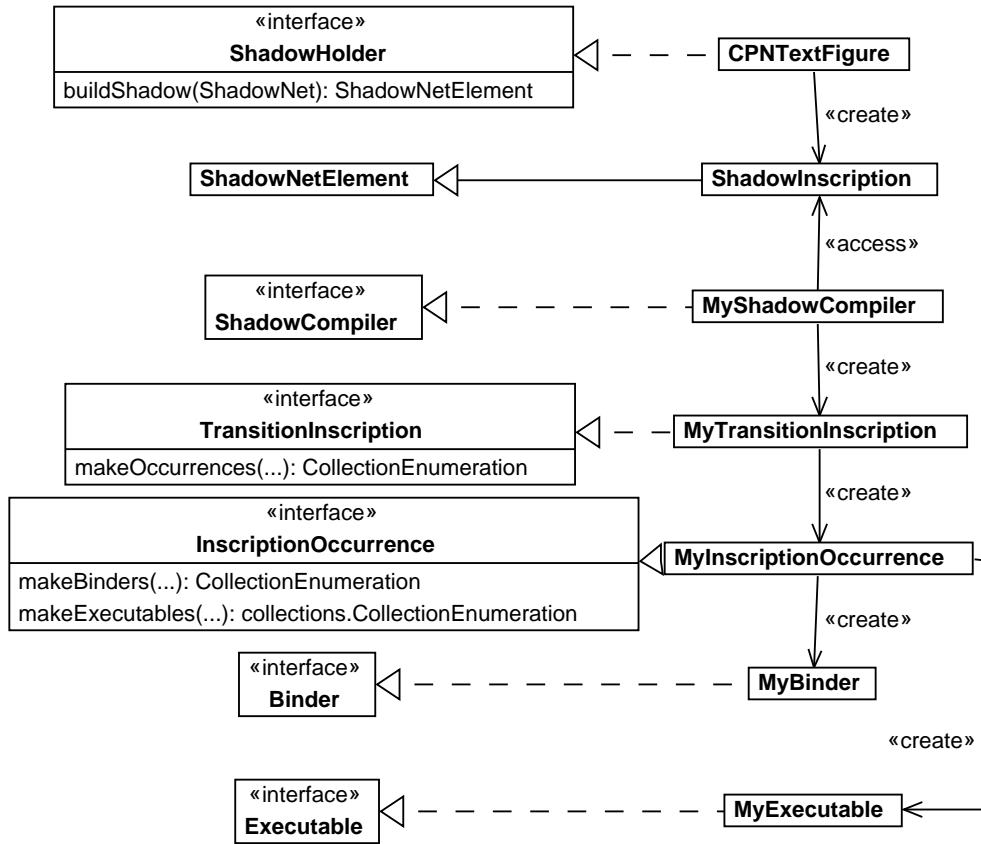 «interface»
ShadowHolder
buildShadow(ShadowNet): ShadowNetElement
CPNTextFigure
«create»
ShadowNetElement
ShadowInscription
«access»
«interface»
ShadowCompiler
MyShadowCompiler
«create»
«interface»
TransitionInscription
makeOccurrences(...): CollectionEnumeration
MyTransitionInscription
«create»
«interface»
InscriptionOccurrence
makeBinders(...): CollectionEnumeration
makeExecutables(...): collections.CollectionEnumeration
MyInscriptionOccurrence
«create»
«interface»
Binder
MyBinder
«create»
«interface»
Executable
MyExecutable